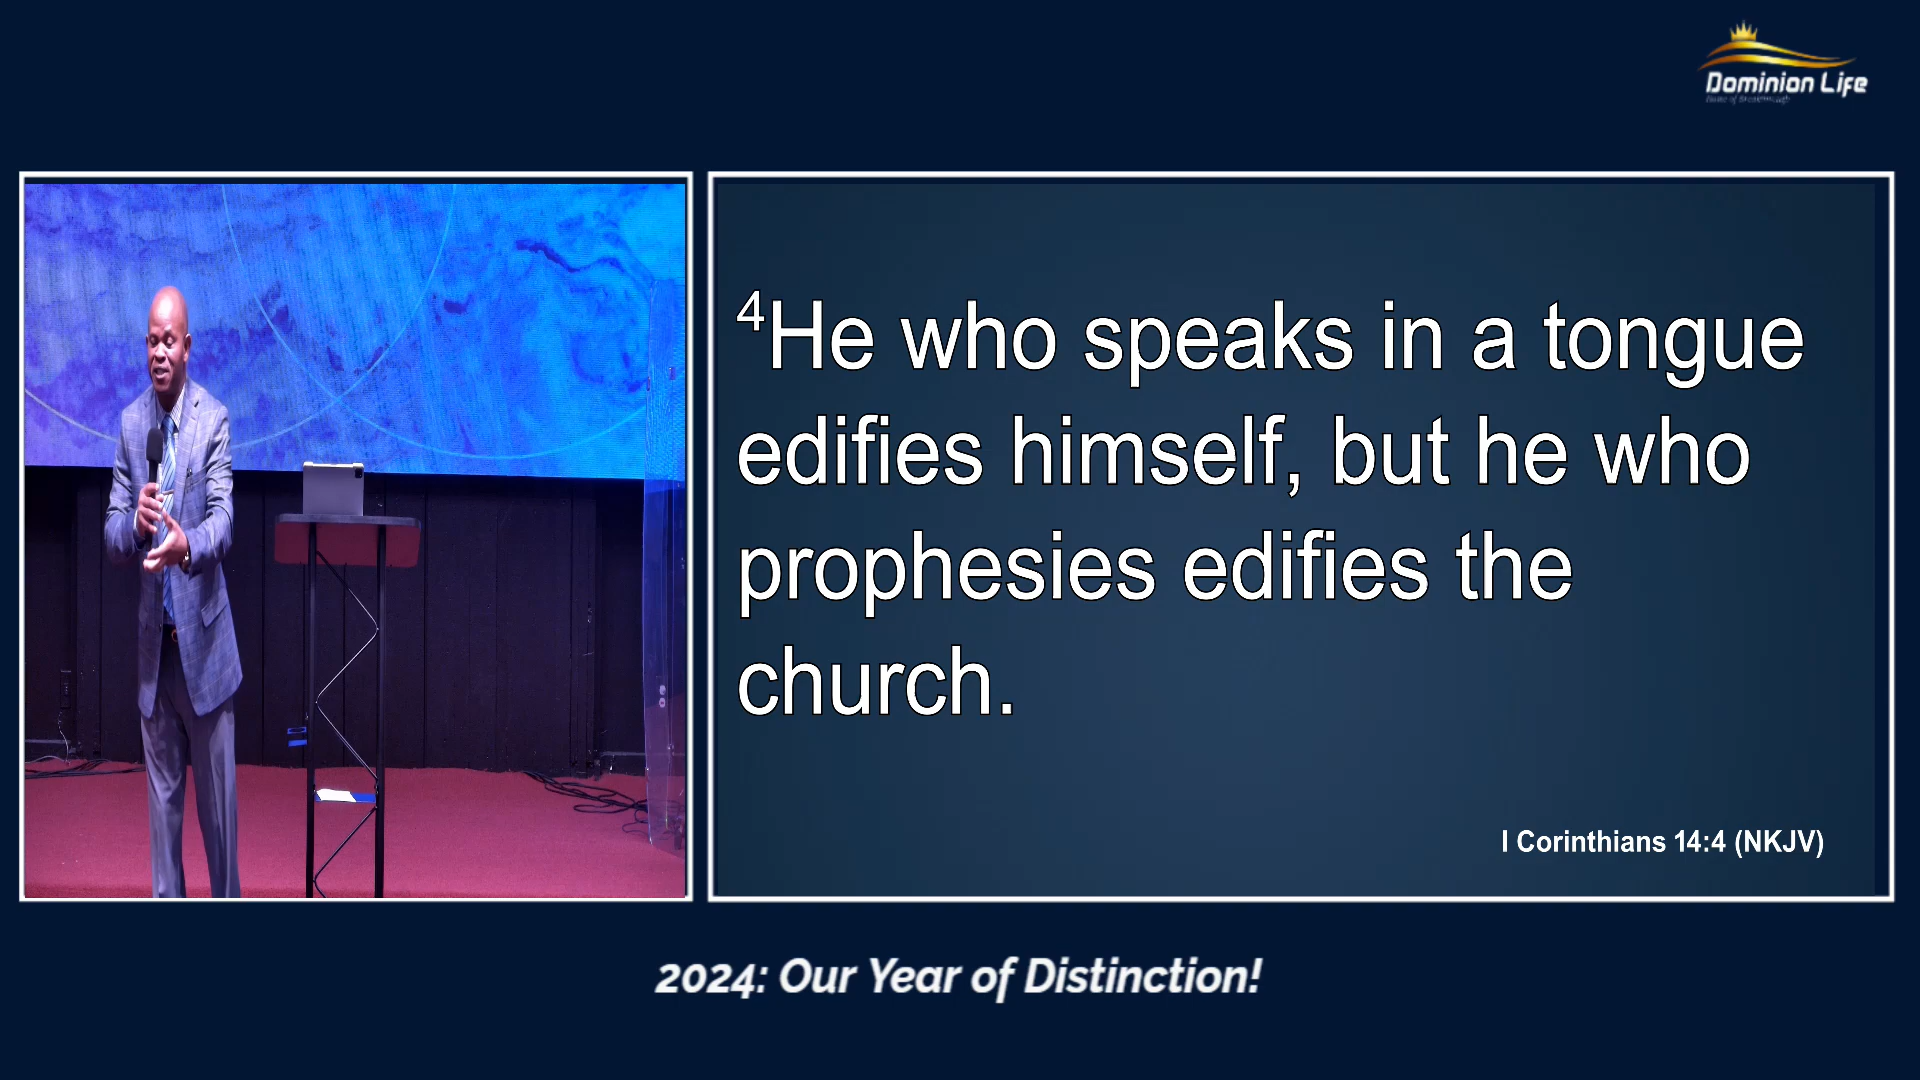 Dominion Life
4He who speaks in a tongue
edifies himself, but he who
prophesies edifies the
church.
I Corinthians 14:4 (NKJV)
2024: Our Year of Distinction!